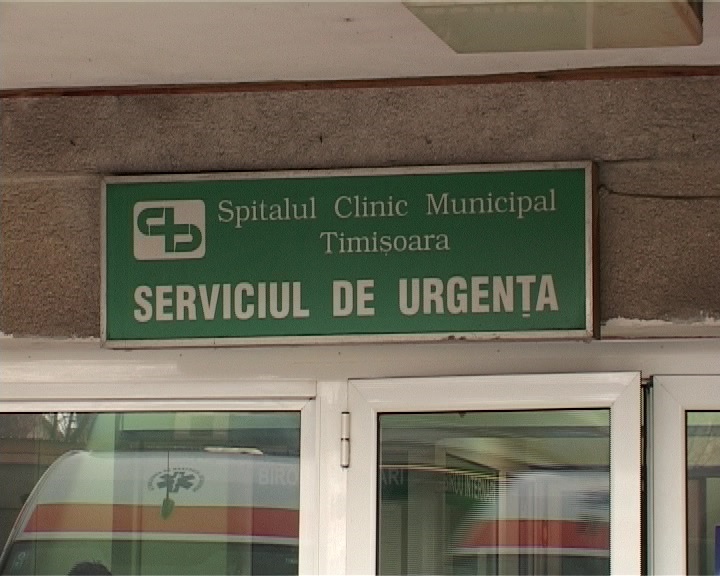 Spitalul Clinic Municipal
Timișoara
SERVICIUL DE URGENȚA